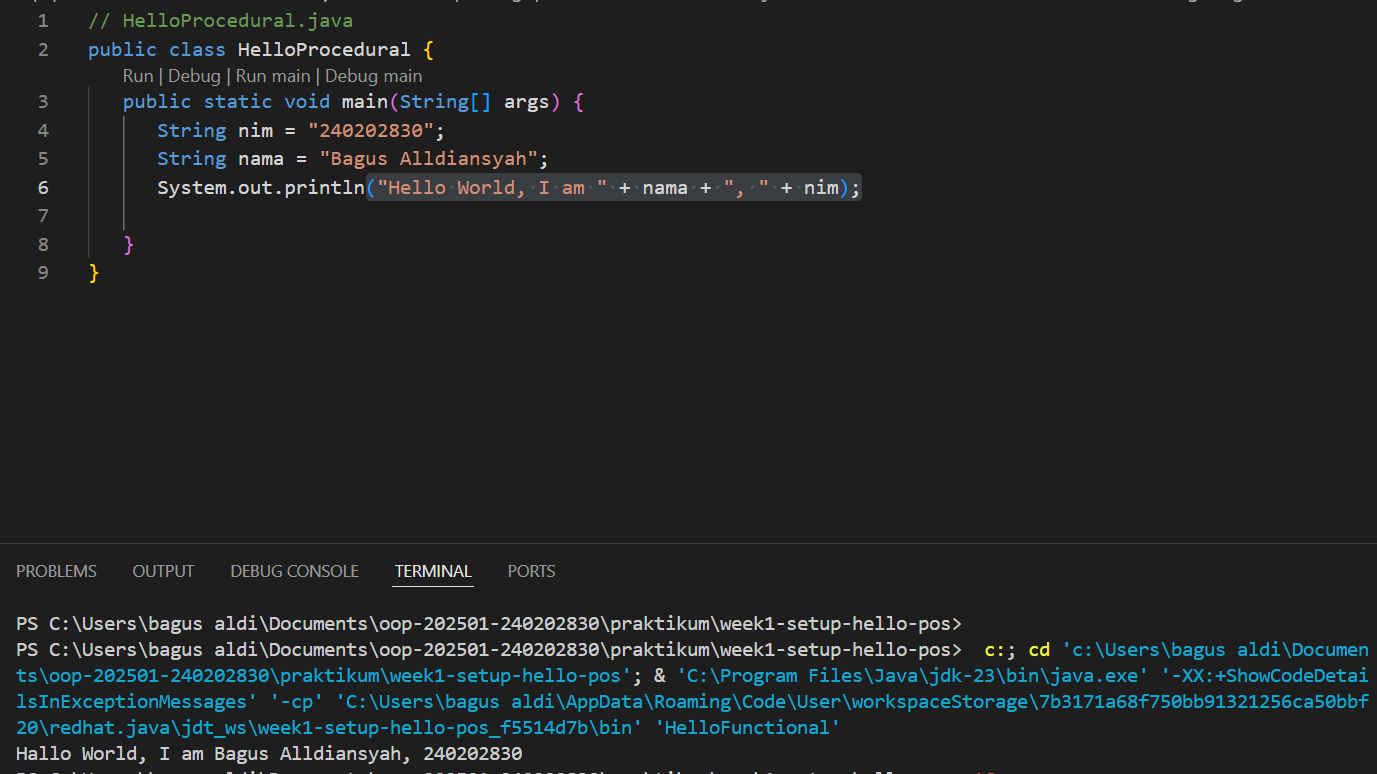 1 // HelloProcedural.java
2 public class HelloProcedural {
Run | Debug | Run main | Debug main
3 public static void main(String[] args) {
4 String nim = "240202830";
5 String nama = "Bagus Alldiansyah";
6 System.out.println("Hello World, I am " + nama + ", " + nim);
7
8 }
9 }
PROBLEMS OUTPUT DEBUG CONSOLE TERMINAL PORTS
PS C:\Users\bagus aldi\Documents\oop-202501-240202830\praktikum\week1-setup-hello-pos>
PS C:\Users\bagus aldi\Documents\oop-202501-240202830\praktikum\week1-setup-hello-pos> c:; cd 'c:\Users\bagus aldi\Documen
ts\oop-202501-240202830\praktikum\week1-setup-hello-pos'; & 'C:\Program Files\Java\jdk-23\bin\java.exe' '-XX:+ShowCodeDetai
lsInExceptionMessages' '-cp' 'C:\Users\bagus aldi\AppData\Roaming\Code\User\workspaceStorage\7b3171a68f750bb91321256ca50bbf
20\redhat.java\jdt_ws\week1-setup-hello-pos_f5514d7b\bin' 'HelloFunctional'
Hallo World, I am Bagus Alldiansyah, 240202830